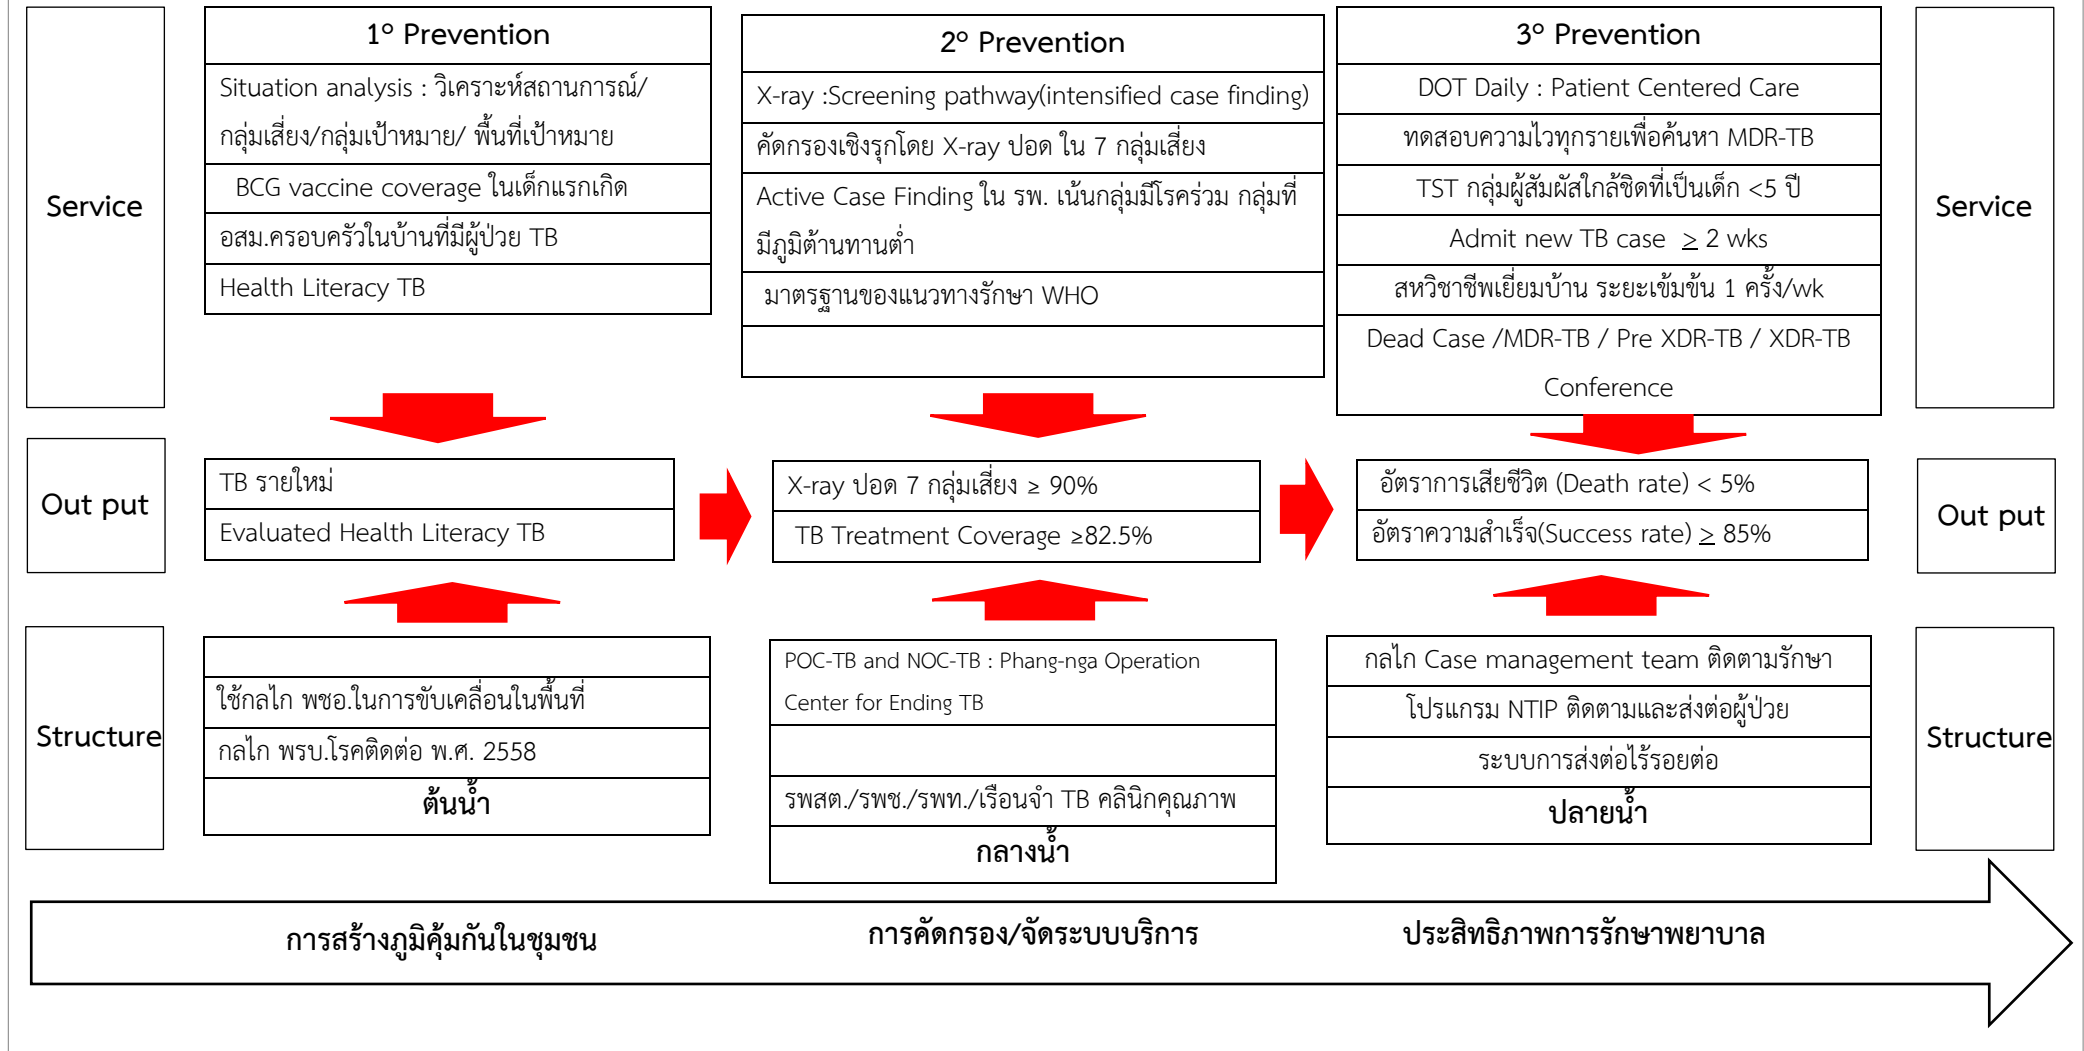 Service
1° Prevention
Situation analysis : วิเคราะห์สถานการณ์/
กลุ่มเสี่ยง/กลุ่มเป้าหมาย/ พื้นที่เป้าหมาย
BCG vaccine coverage ในเด็กแรกเกิด
อสม.ครอบครัวในบ้านที่มีผู้ป่วย TB
Health Literacy TB
2° Prevention
X-ray :Screening pathway(intensified case finding)
คัดกรองเชิงรุกโดย X-ray ปอด ใน 7 กลุ่มเสี่ยง
Active Case Finding ใน รพ. เน้นกลุ่มมีโรคร่วม กลุ่มที่
มีภูมิต้านทานต่ำ
มาตรฐานของแนวทางรักษา WHO
3° Prevention
DOT Daily : Patient Centered Care
ทดสอบความไวทุกรายเพื่อค้นหา MDR-TB
TST กลุ่มผู้สัมผัสใกล้ชิดที่เป็นเด็ก <5 ปี
Admit new TB case ≥ 2 wks
สหวิชาชีพเยี่ยมบ้าน ระยะเข้มข้น 1 ครั้ง/wk
Dead Case /MDR-TB / Pre XDR-TB / XDR-TB
Conference
Service
Out put
TB รายใหม่
Evaluated Health Literacy TB
X-ray ปอด 7 กลุ่มเสี่ยง ≥ 90%
TB Treatment Coverage ≥82.5%
อัตราการเสียชีวิต (Death rate) < 5%
อัตราความสำเร็จ(Success rate) ≥ 85%
Out put
Structure
ใช้กลไก พชอ.ในการขับเคลื่อนในพื้นที่
กลไก พรบ.โรคติดต่อ พ.ศ. 2558
ต้นน้ำ
POC-TB and NOC-TB : Phang-nga Operation
Center for Ending TB
รพสต./รพช./รพท./เรือนจำ TB คลินิกคุณภาพ
กลางน้ำ
กลไก Case management team ติดตามรักษา
โปรแกรม NTIP ติดตามและส่งต่อผู้ป่วย
ระบบการส่งต่อไร้รอยต่อ
ปลายน้ำ
Structure
การสร้างภูมิคุ้มกันในชุมชน
การคัดกรอง/จัดระบบบริการ
ประสิทธิภาพการรักษาพยาบาล